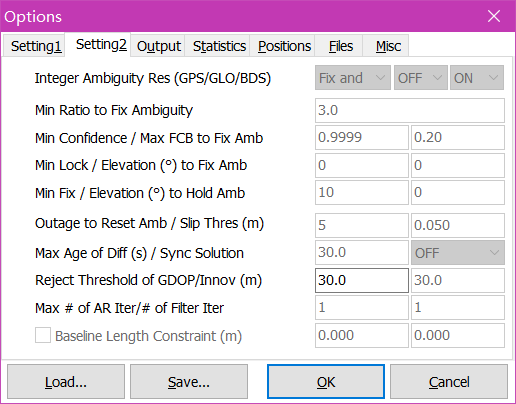 Options
Setting1 Setting2 Output Statistics Positions Files Misc
Integer Ambiguity Res (GPS/GLO/BDS) Fix and OFF ON
Min Ratio to Fix Ambiguity 3.0
Min Confidence / Max FCB to Fix Amb 0.9999 0.20
Min Lock / Elevation (°) to Fix Amb 0 0
Min Fix / Elevation (°) to Hold Amb 10 0
Outage to Reset Amb / Slip Thres (m) 5 0.050
Max Age of Diff (s) / Sync Solution 30.0 OFF
Reject Threshold of GDOP/Innov (m) 30.0 30.0
Max # of AR Iter/# of Filter Iter 1 1
Baseline Length Constraint (m) 0.000 0.000
Load... Save... OK Cancel